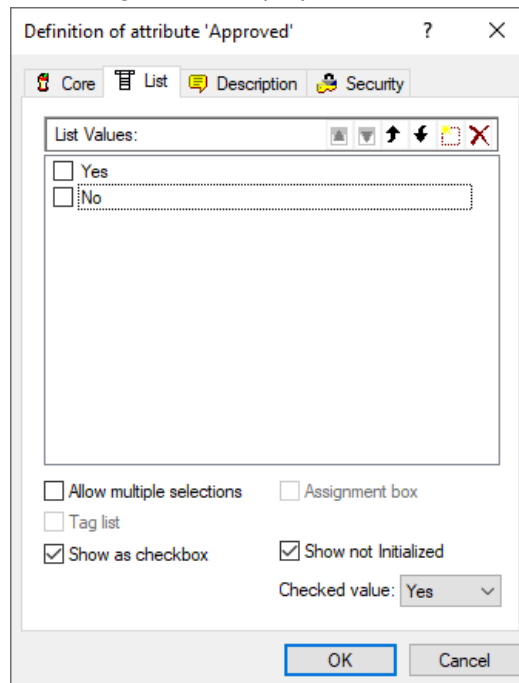 Definition of attribute 'Approved' ?
Core List Description Security
List Values:
Yes
No
Allow multiple selections Assignment box
Tag list
Show as checkbox Show not Initialized
Checked value: Yes
OK Cancel